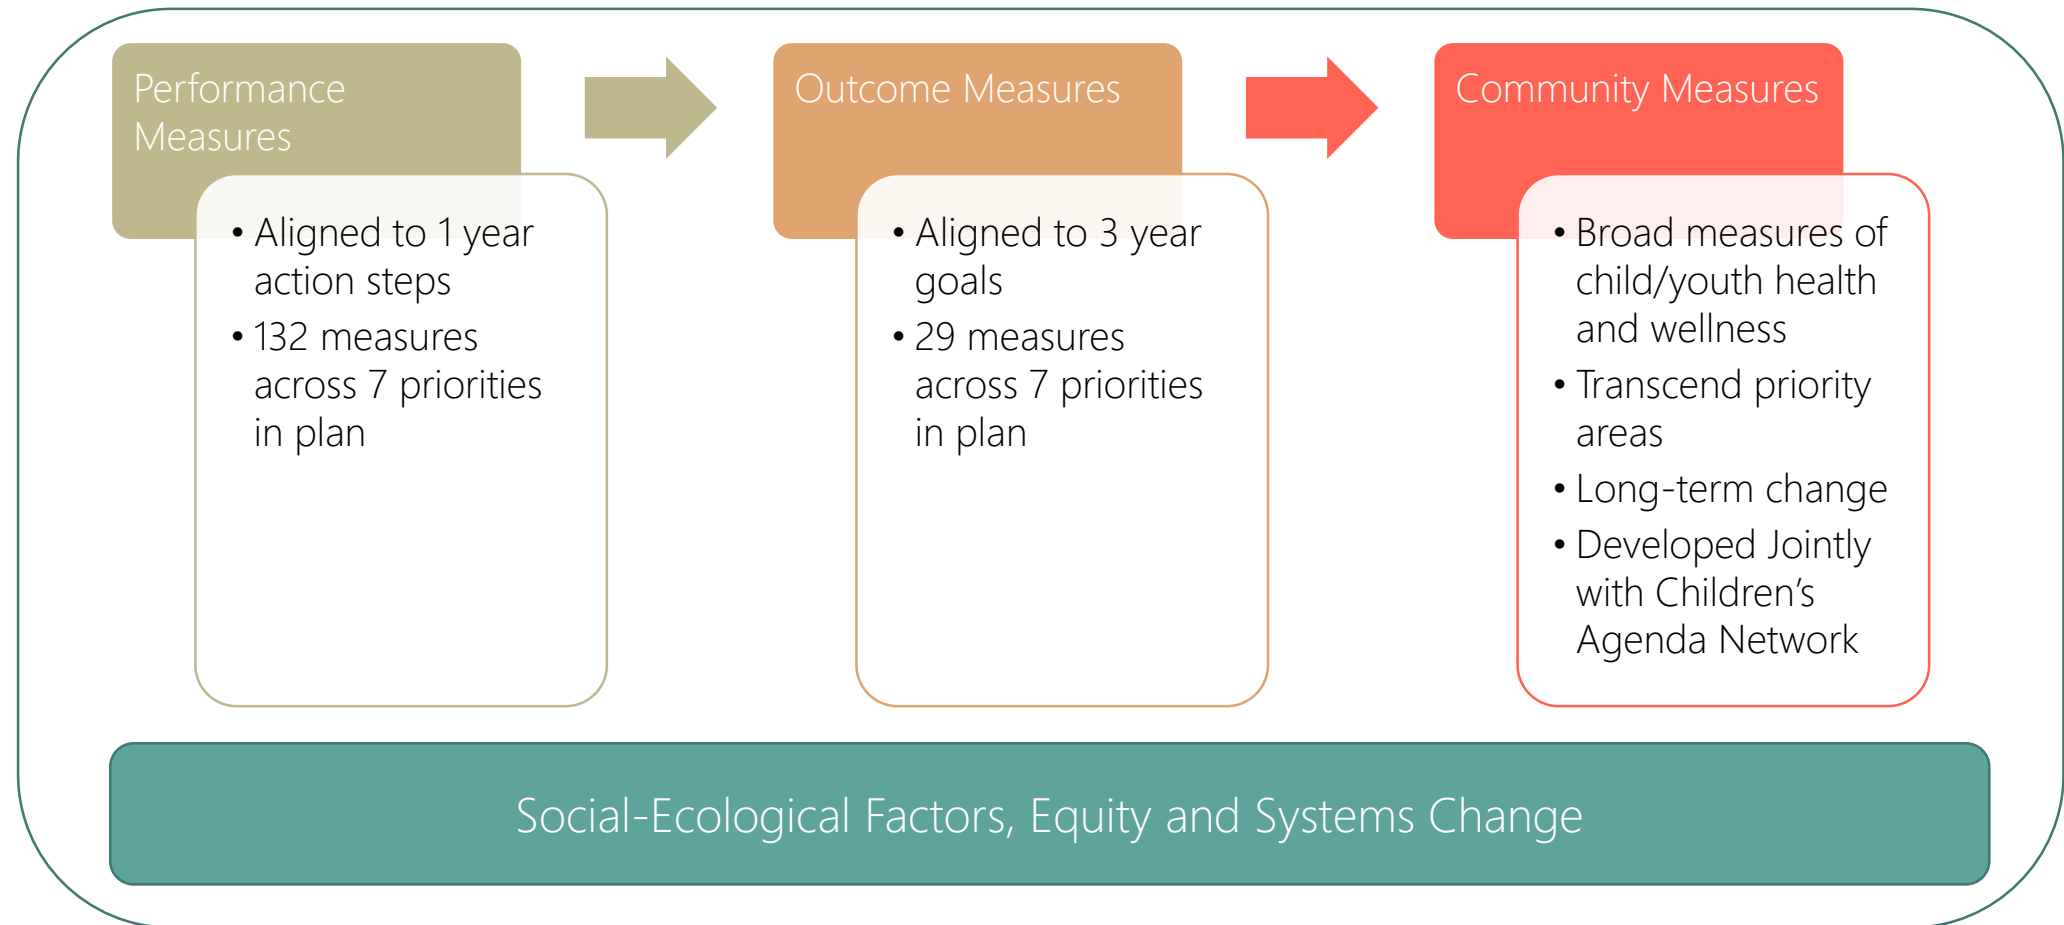 Performance
Measures
• Aligned to 1 year
action steps
• 132 measures
across 7 priorities
in plan
Outcome Measures
• Aligned to 3 year
goals
• 29 measures
across 7 priorities
in plan
Community Measures
• Broad measures of
child/youth health
and wellness
• Transcend priority
areas
• Long-term change
• Developed Jointly
with Children’s
Agenda Network
Social-Ecological Factors, Equity and Systems Change